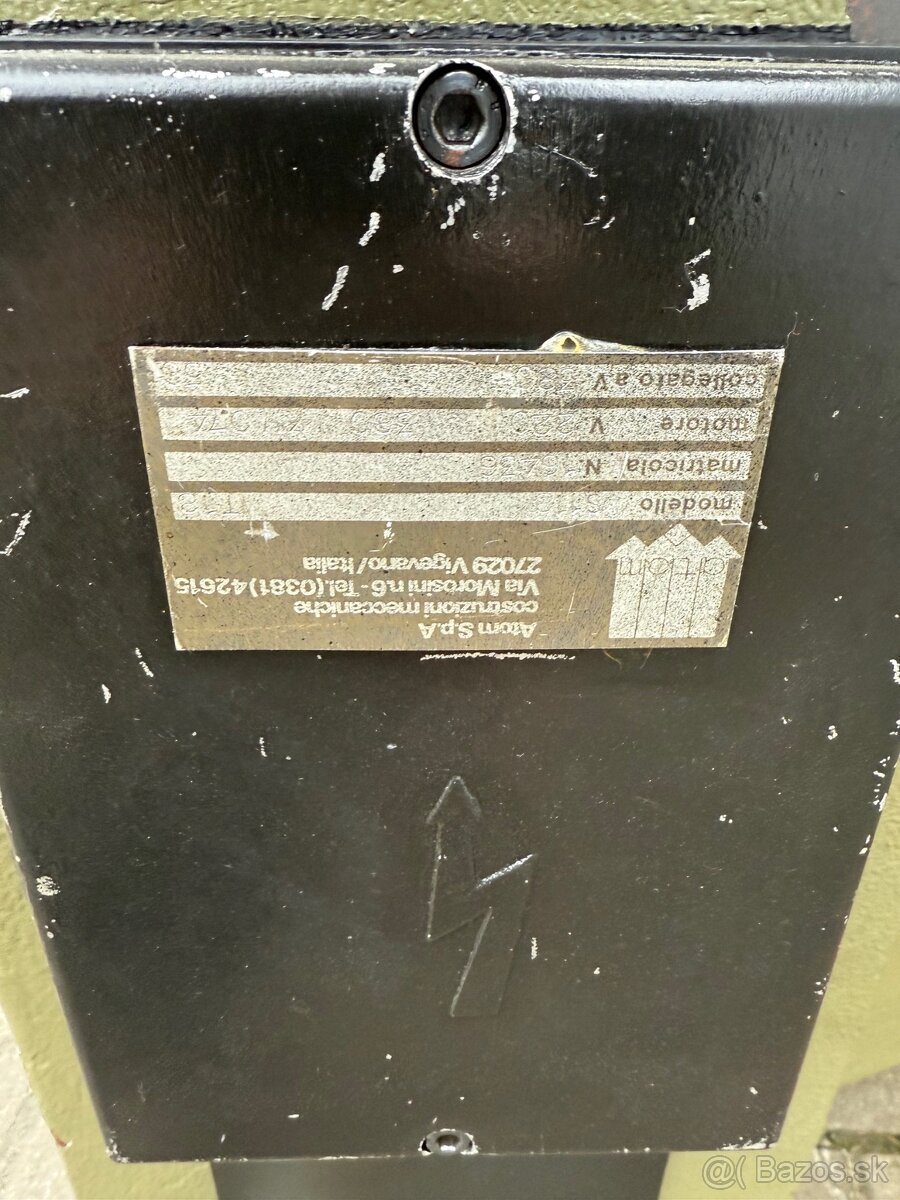 Atom S.p.A
costruzioni meccaniche
Via Morosini n.6 - Tel.(0381)42615
27029 Vigevano/Italia
atom
modello
matricola N.
motore V
collegato a V
@ Bazos.sk